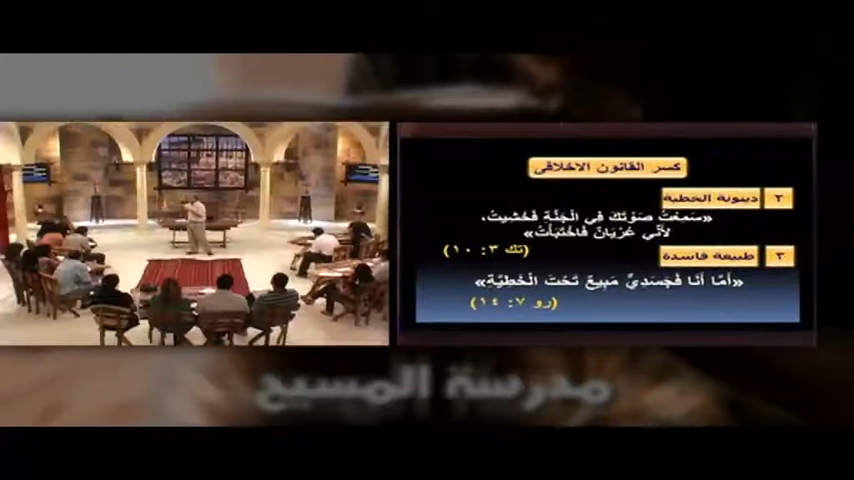 كسر القانون الاخلاقى
٢ دينونة الخطية
«سَمِعْتُ صَوْتَكَ فِي الْجَنَّةِ فَخَشِيتُ،
لأَنِّي عُرْيَانٌ فَاخْتَبَأْتُ»
(تك ٣: ١٠)
٣ طبيعة فاسدة
«أَمَّا أَنَا فَجَسَدِيٌّ مَبِيعٌ تَحْتَ الْخَطِيَّةِ»
(رو ٧: ١٤)
مدرسة المسيح